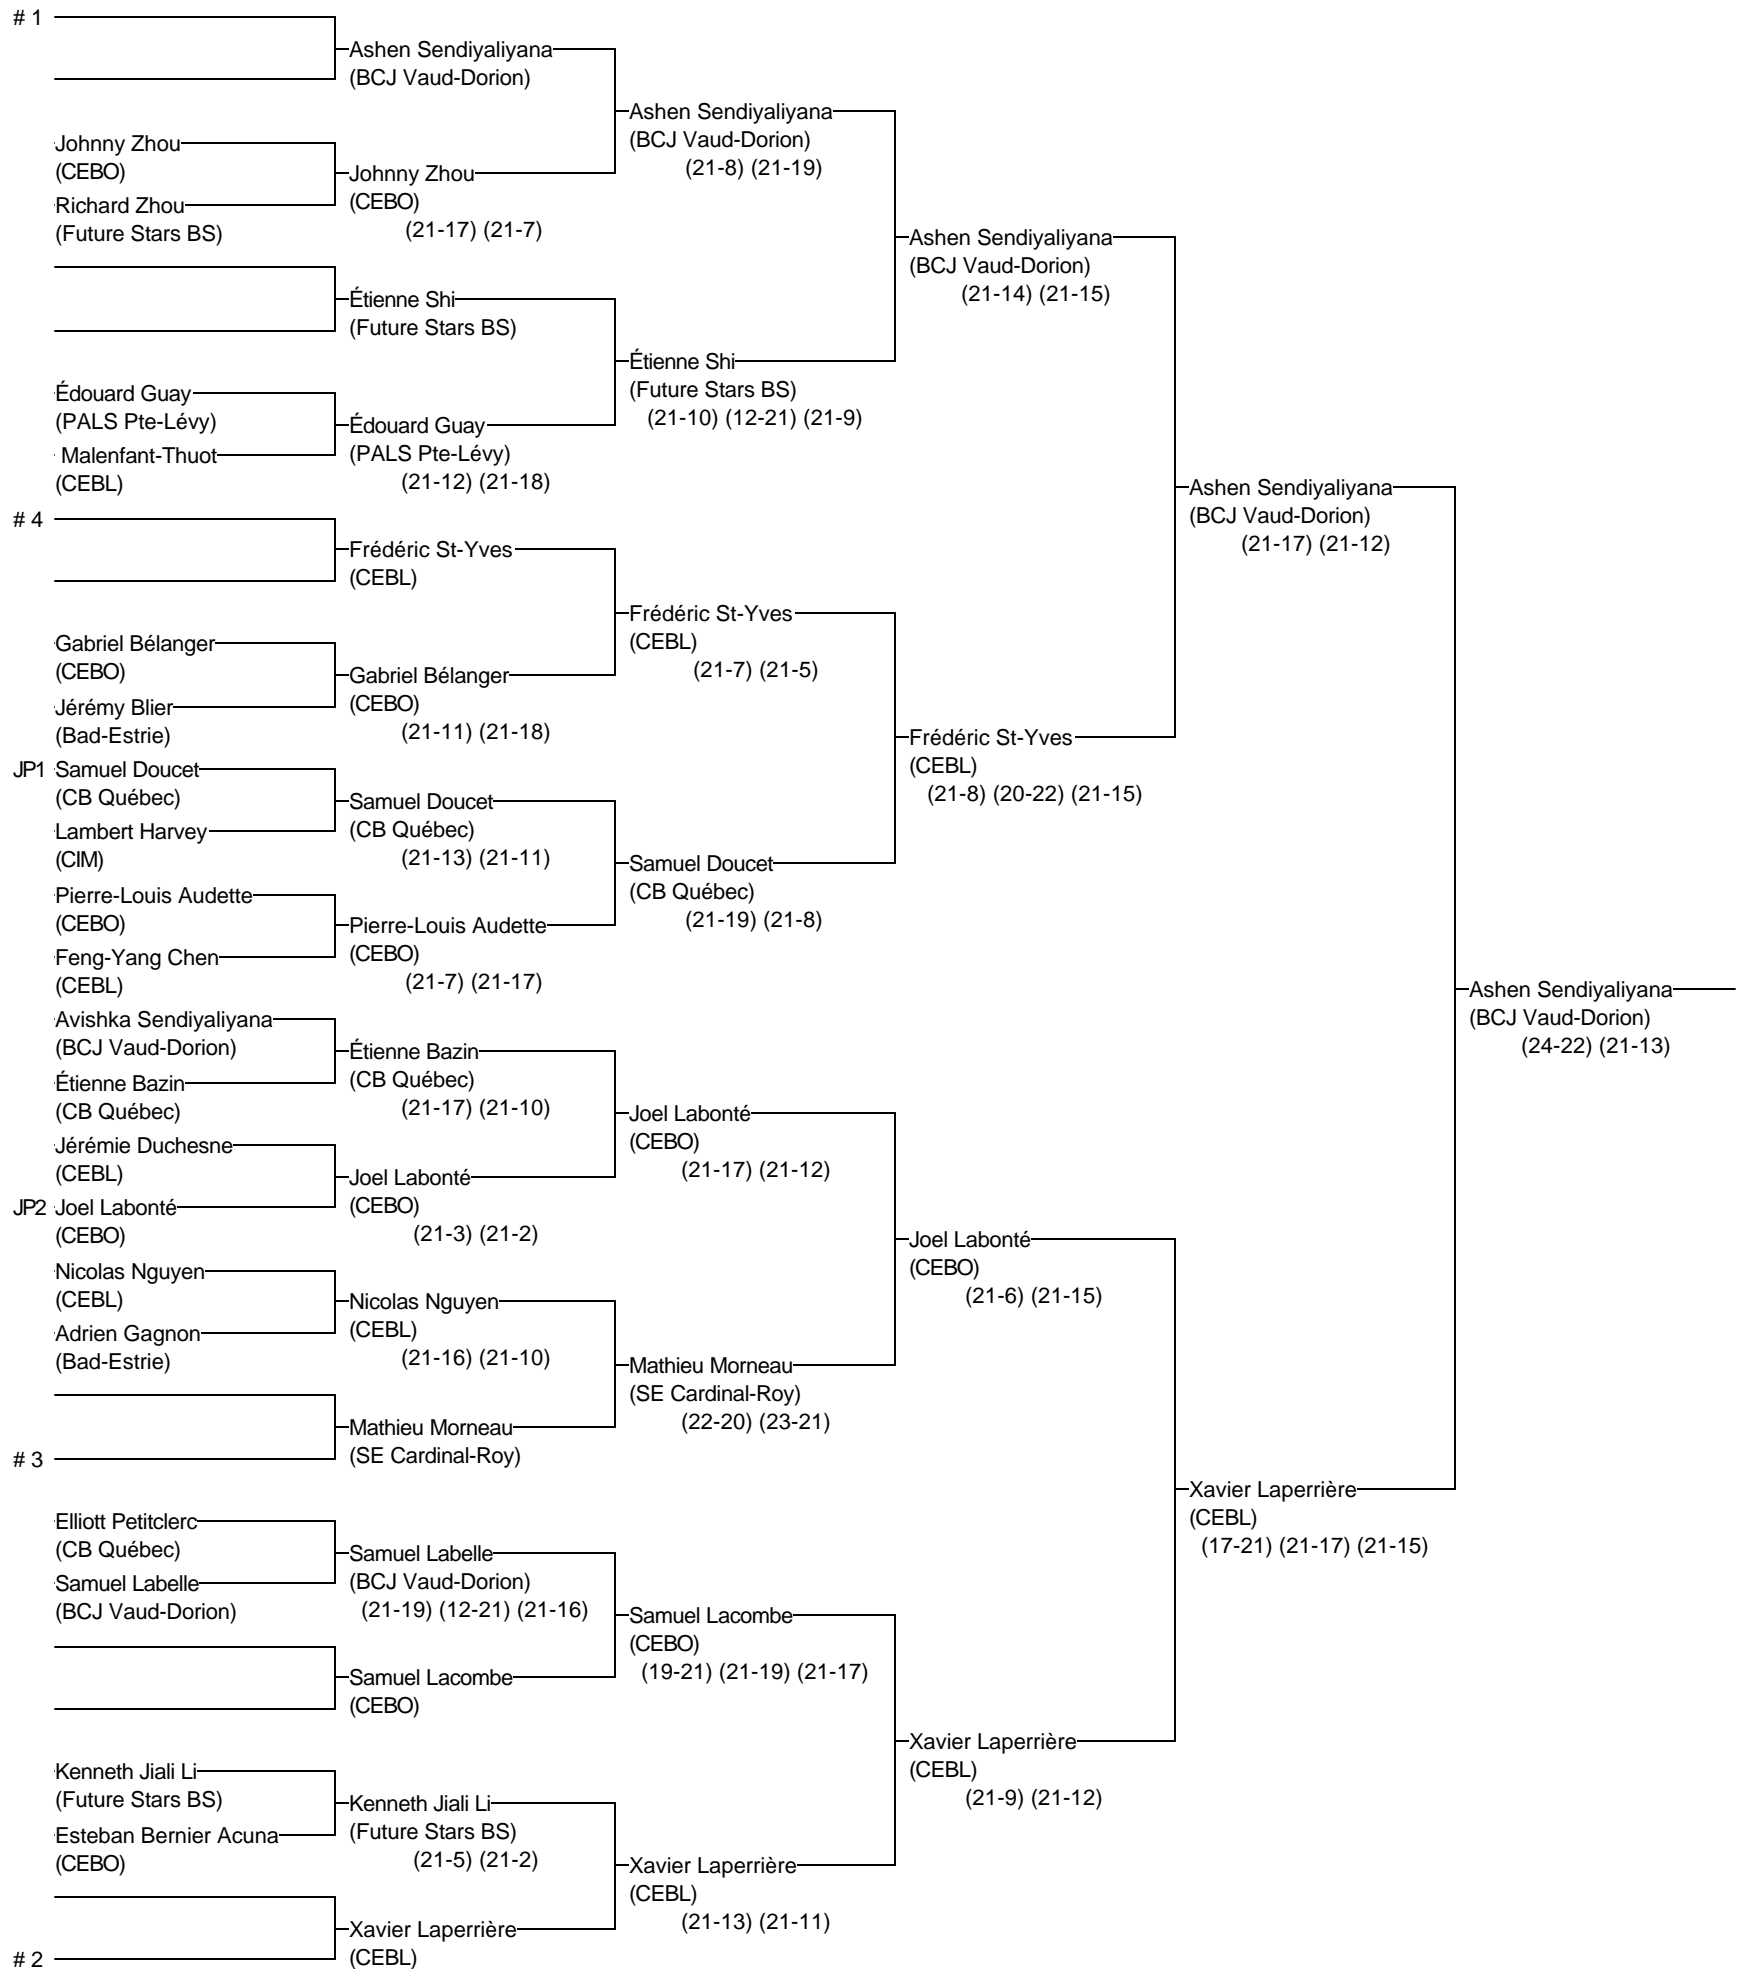 # 1
Ashen Sendiyaliyana
(BCJ Vaud-Dorion)
Ashen Sendiyaliyana
(BCJ Vaud-Dorion)
(21-8) (21-19)
Johnny Zhou
(CEBO)
Richard Zhou
(Future Stars BS)
Johnny Zhou
(CEBO)
(21-17) (21-7)
Ashen Sendiyaliyana
(BCJ Vaud-Dorion)
(21-14) (21-15)
Étienne Shi
(Future Stars BS)
Étienne Shi
(Future Stars BS)
(21-10) (12-21) (21-9)
Édouard Guay
(PALS Pte-Lévy)
Malenfant-Thuot
(CEBL)
Édouard Guay
(PALS Pte-Lévy)
(21-12) (21-18)
Ashen Sendiyaliyana
(BCJ Vaud-Dorion)
(21-17) (21-12)
# 4
Frédéric St-Yves
(CEBL)
Frédéric St-Yves
(CEBL)
(21-7) (21-5)
Gabriel Bélanger
(CEBO)
Jérémy Blier
(Bad-Estrie)
Gabriel Bélanger
(CEBO)
(21-11) (21-18)
Frédéric St-Yves
(CEBL)
(21-8) (20-22) (21-15)
JP1 Samuel Doucet
(CB Québec)
Lambert Harvey
(CIM)
Samuel Doucet
(CB Québec)
(21-13) (21-11)
Samuel Doucet
(CB Québec)
(21-19) (21-8)
Pierre-Louis Audette
(CEBO)
Feng-Yang Chen
(CEBL)
Pierre-Louis Audette
(CEBO)
(21-7) (21-17)
Ashen Sendiyaliyana
(BCJ Vaud-Dorion)
(24-22) (21-13)
Avishka Sendiyaliyana
(BCJ Vaud-Dorion)
Étienne Bazin
(CB Québec)
Étienne Bazin
(CB Québec)
(21-17) (21-10)
Joel Labonté
(CEBO)
(21-17) (21-12)
Jérémie Duchesne
(CEBL)
JP2 Joel Labonté
(CEBO)
Joel Labonté
(CEBO)
(21-3) (21-2)
Joel Labonté
(CEBO)
(21-6) (21-15)
Nicolas Nguyen
(CEBL)
Adrien Gagnon
(Bad-Estrie)
Nicolas Nguyen
(CEBL)
(21-16) (21-10)
Mathieu Morneau
(SE Cardinal-Roy)
(22-20) (23-21)
Mathieu Morneau
(SE Cardinal-Roy)
# 3
Xavier Laperrière
(CEBL)
(17-21) (21-17) (21-15)
Elliott Petitclerc
(CB Québec)
Samuel Labelle
(BCJ Vaud-Dorion)
Samuel Labelle
(BCJ Vaud-Dorion)
(21-19) (12-21) (21-16)
Samuel Lacombe
(CEBO)
(19-21) (21-19) (21-17)
Samuel Lacombe
(CEBO)
Xavier Laperrière
(CEBL)
(21-9) (21-12)
Kenneth Jiali Li
(Future Stars BS)
Esteban Bernier Acuna
(CEBO)
Kenneth Jiali Li
(Future Stars BS)
(21-5) (21-2)
Xavier Laperrière
(CEBL)
(21-13) (21-11)
Xavier Laperrière
(CEBL)
# 2